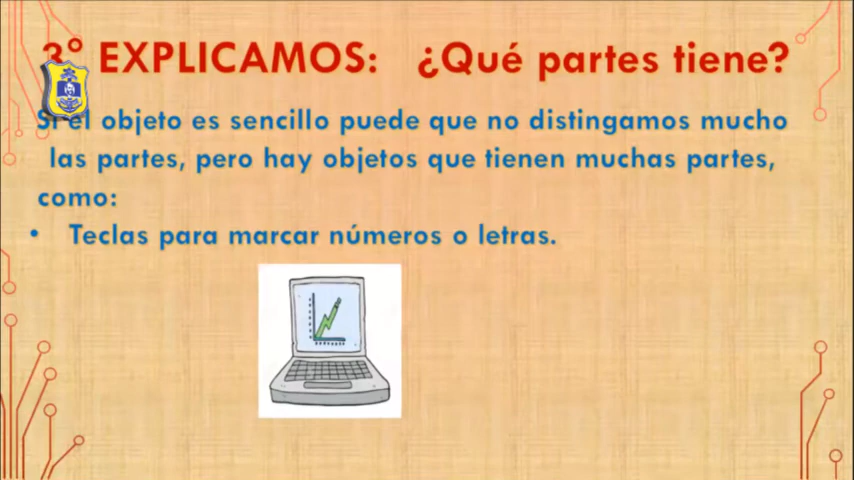 3° EXPLICAMOS: ¿Qué partes tiene?
Si el objeto es sencillo puede que no distingamos mucho
las partes, pero hay objetos que tienen muchas partes,
como:
• Teclas para marcar números o letras.